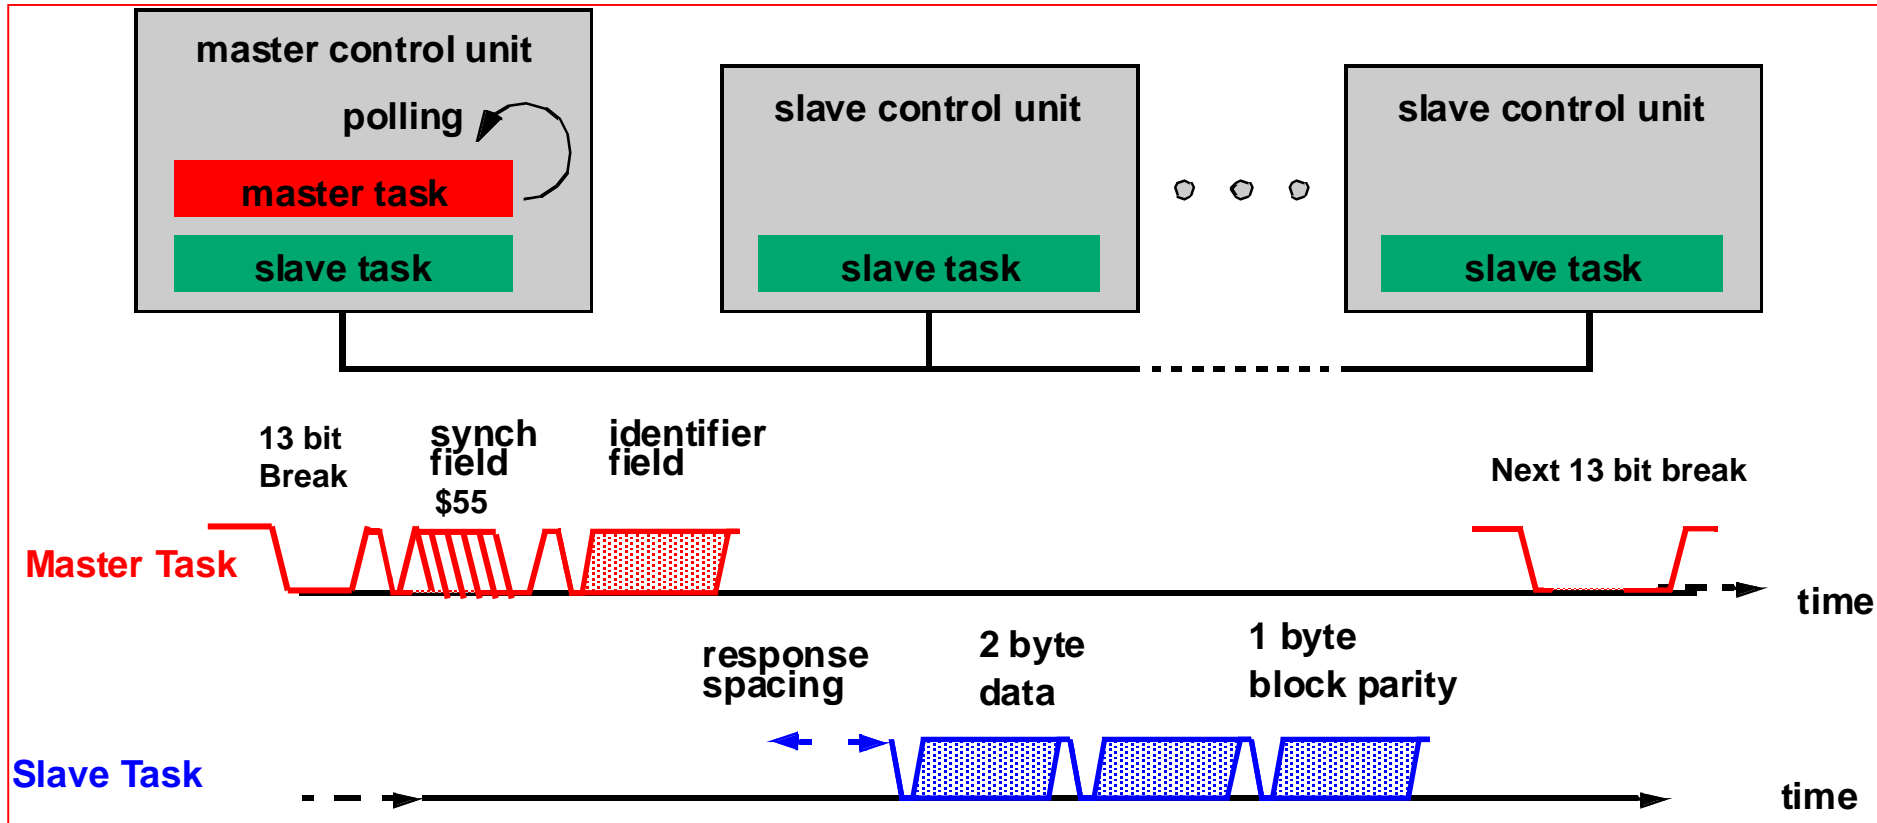 master control unit
polling
master task
slave task
slave control unit
slave task
slave control unit
slave task
13 bit
Break
synch
field
$55
identifier
field
Next 13 bit break
Master Task
time
response
spacing
2 byte
data
1 byte
block parity
Slave Task
time